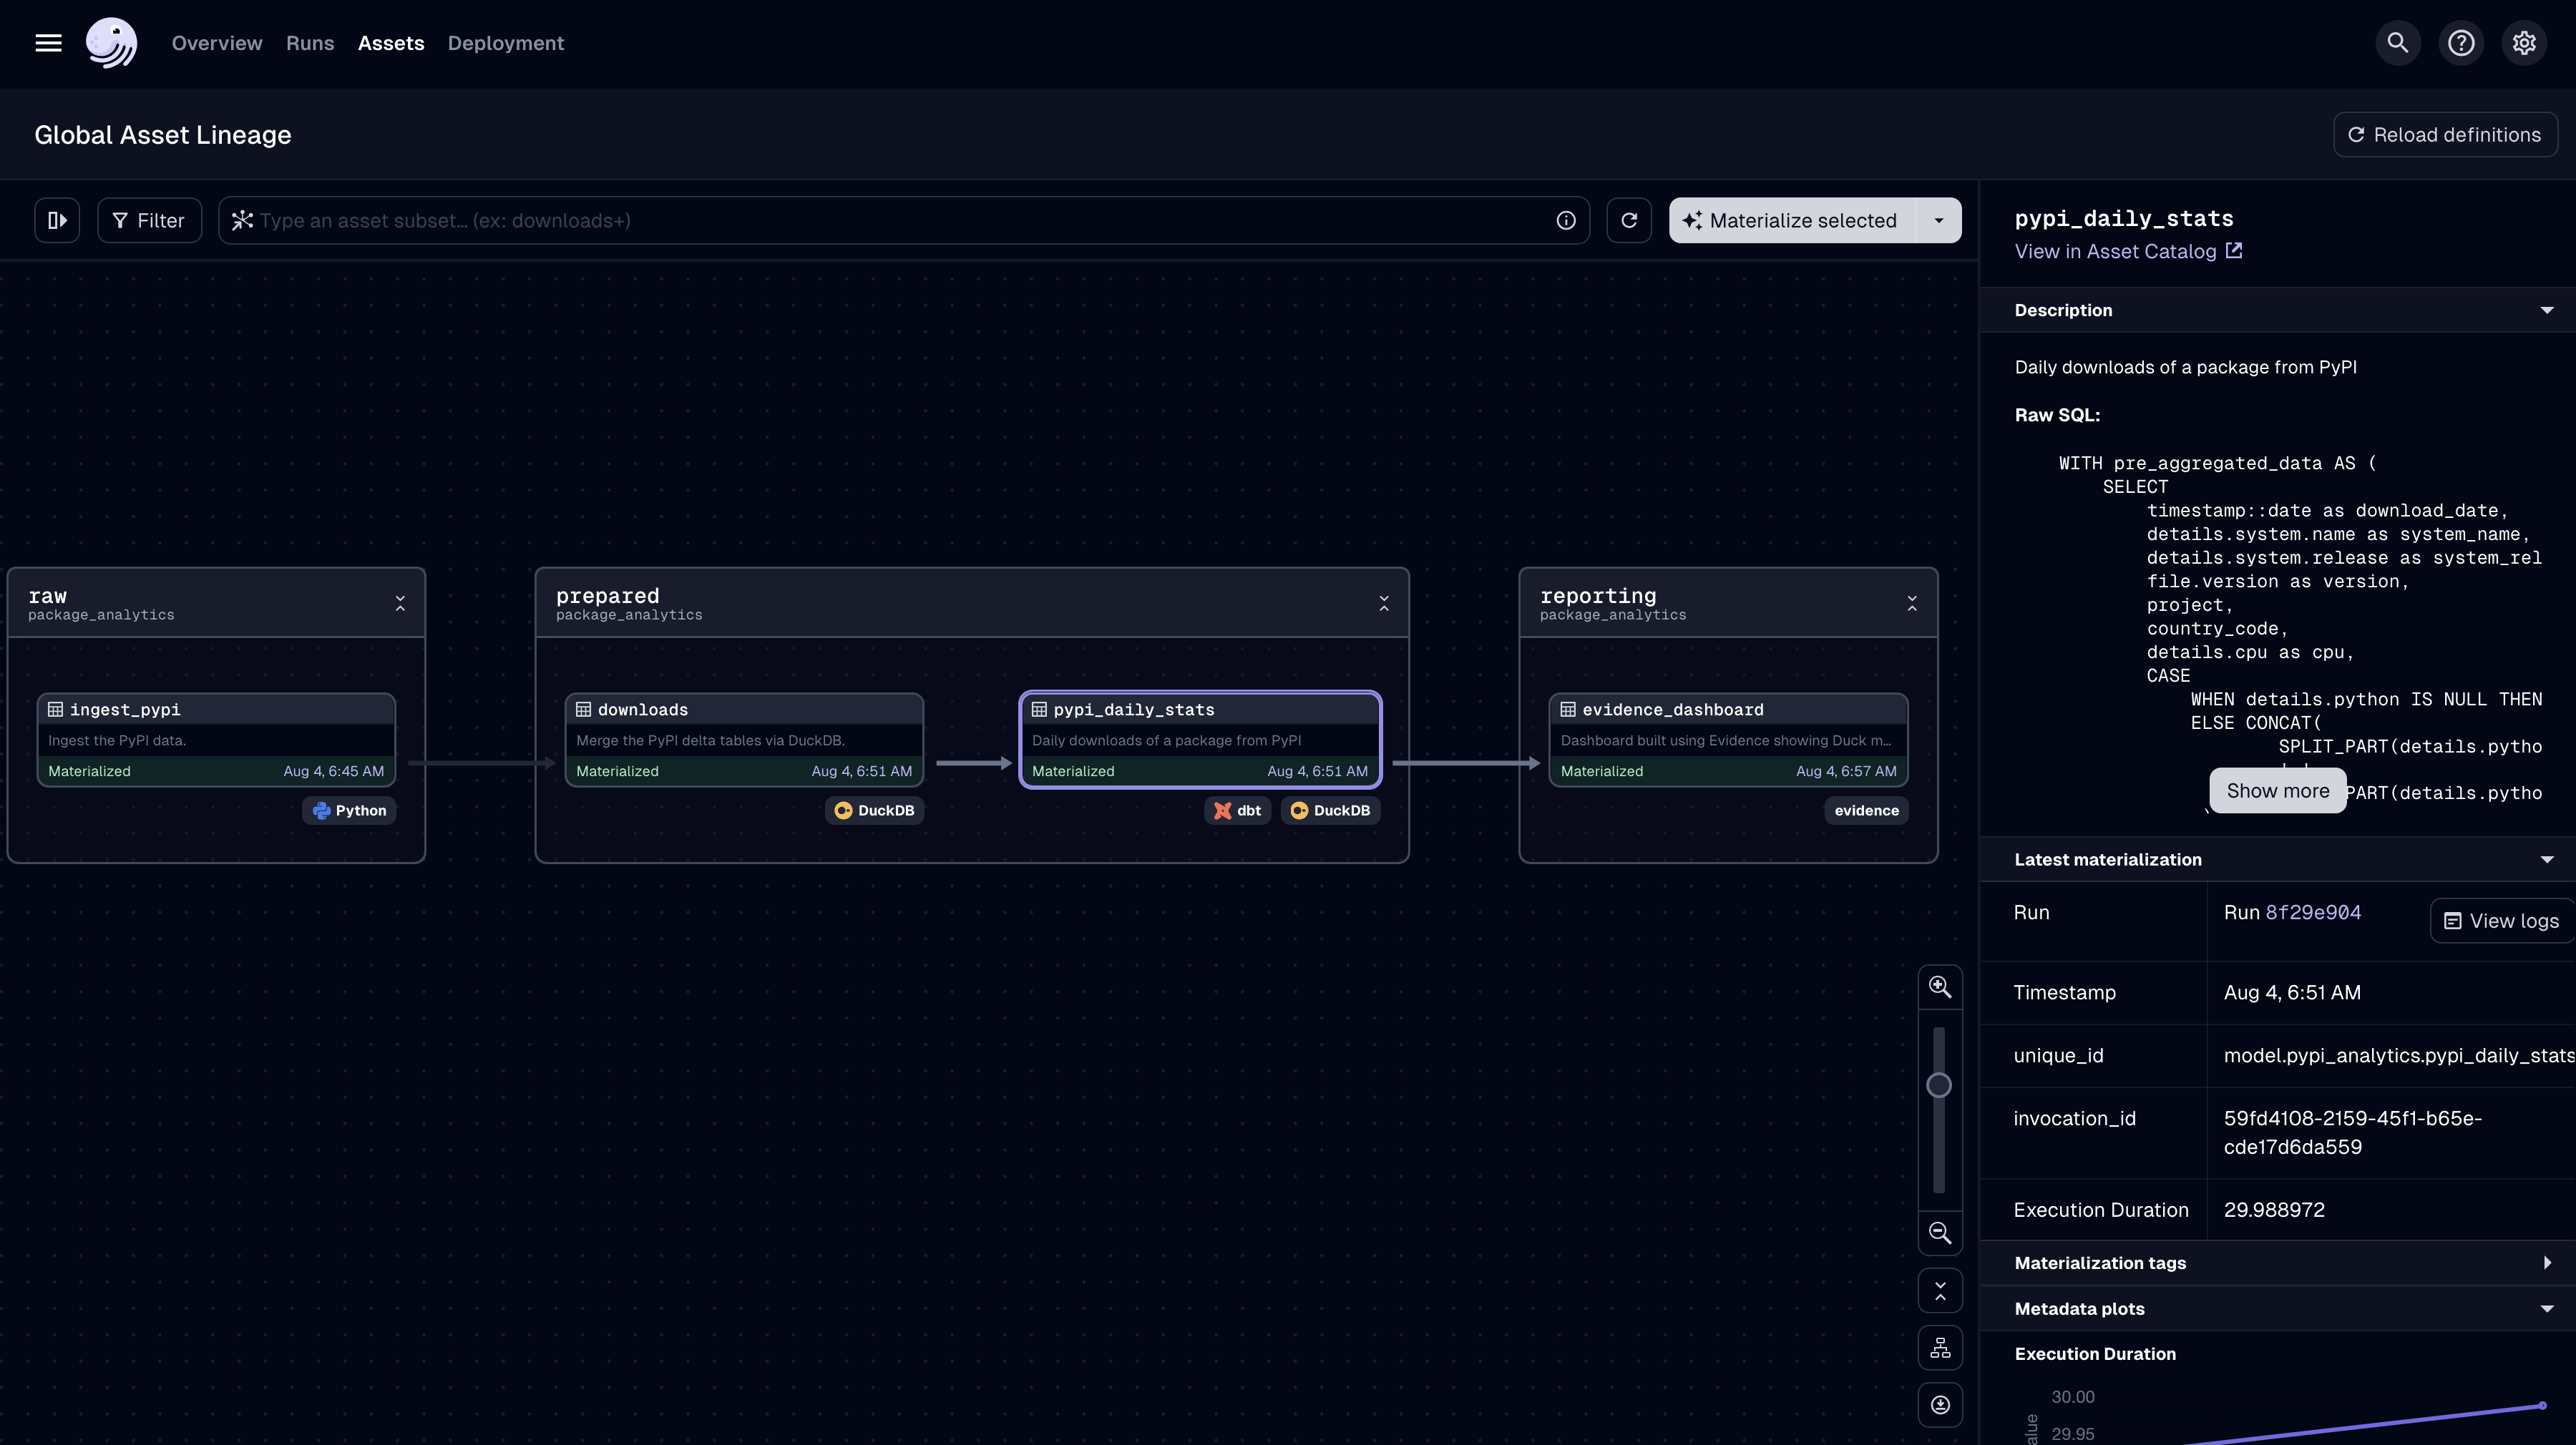 Overview Runs Assets Deployment
Global Asset Lineage
Reload definitions
Filter
Type an asset subset... (ex: downloads+)
Materialize selected
raw
package_analytics
ingest_pypi
Ingest the PyPI data.
Materialized Aug 4, 6:45 AM
Python
prepared
package_analytics
downloads
Merge the PyPI delta tables via DuckDB.
Materialized Aug 4, 6:51 AM
DuckDB
pypi_daily_stats
Daily downloads of a package from PyPI
Materialized Aug 4, 6:51 AM
dbt DuckDB
reporting
package_analytics
evidence_dashboard
Dashboard built using Evidence showing Duck m...
Materialized Aug 4, 6:57 AM
evidence
pypi_daily_stats
View in Asset Catalog
Description
Daily downloads of a package from PyPI
Raw SQL:
WITH pre_aggregated_data AS (
SELECT
timestamp::date as download_date,
details.system.name as system_name,
details.system.release as system_rel
file.version as version,
project,
country_code,
details.cpu as cpu,
CASE
WHEN details.python IS NULL THEN
ELSE CONCAT(
SPLIT_PART(details.pytho
PART(details.pytho
Show more
Latest materialization
Run Run 8f29e904 View logs
Timestamp Aug 4, 6:51 AM
unique_id model.pypi_analytics.pypi_daily_stats
invocation_id 59fd4108-2159-45f1-b65e-
cde17d6da559
Execution Duration 29.988972
Materialization tags
Metadata plots
Execution Duration
30.00
29.95